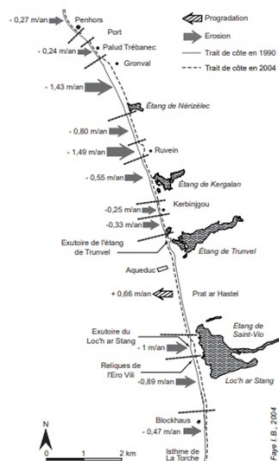 Progradation
Erosion
Trait de côte en 1990
Trait de côte en 2004
- 0,27 m/an
Penhors
Port
Palud Trébanec
- 0,24 m/an
Gronval
- 1,43 m/an
Étang de Nérizélec
- 0,80 m/an
- 1,49 m/an
Ruvein
- 0,55 m/an
Étang de Kergalan
Kerbinigou
-0,25 m/an
-0,33 m/an
Exutoire de l'étang
de Trunvel
Étang de Trunvel
Aqueduc
+ 0,66 m/an
Prat ar Hastel
Exutoire du
Loc'h ar Stang
Étang de
Saint-Vio
- 1 m/an
Reliques de
l'Ero Vili
Loc'h ar Stang
-0,89 m/an
Blockhaus
- 0,47 m/an
N
0 1 2 km
Isthme de
La Torche
Faye I. B., 2004